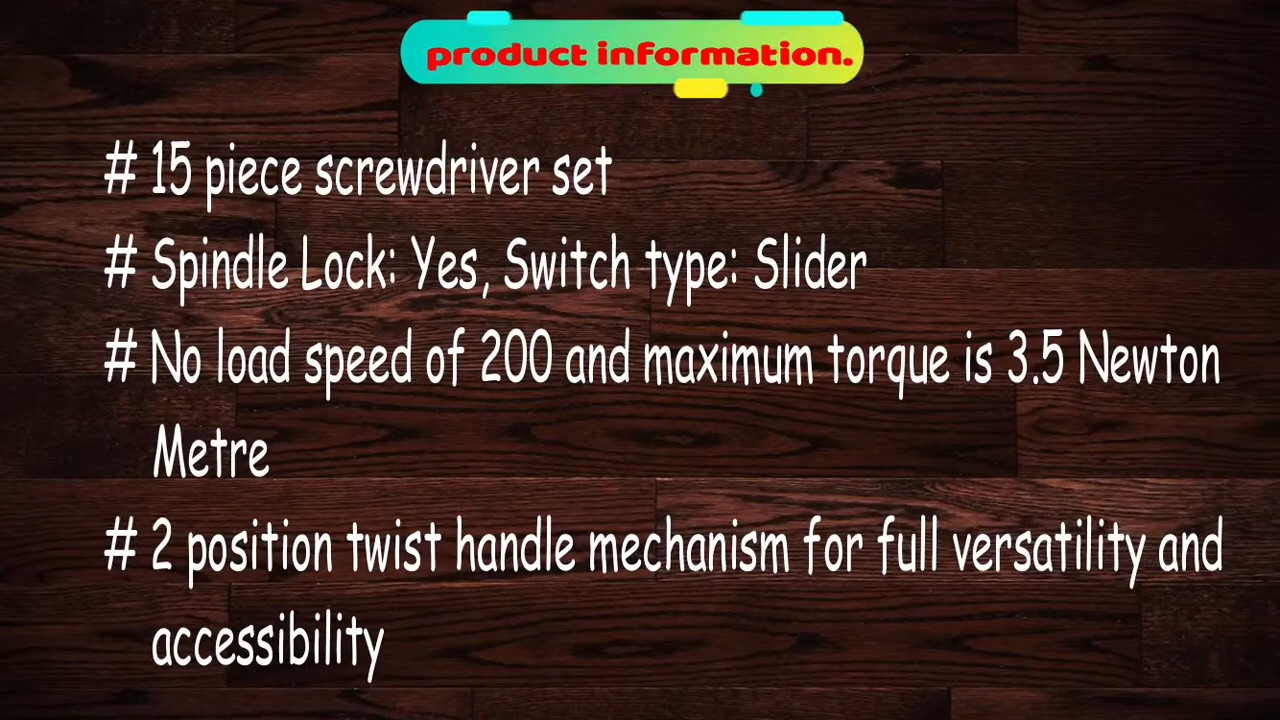 product information.
# 15 piece screwdriver set
# Spindle Lock: Yes, Switch type: Slider
# No load speed of 200 and maximum torque is 3.5 Newton
Metre
# 2 position twist handle mechanism for full versatility and
accessibility